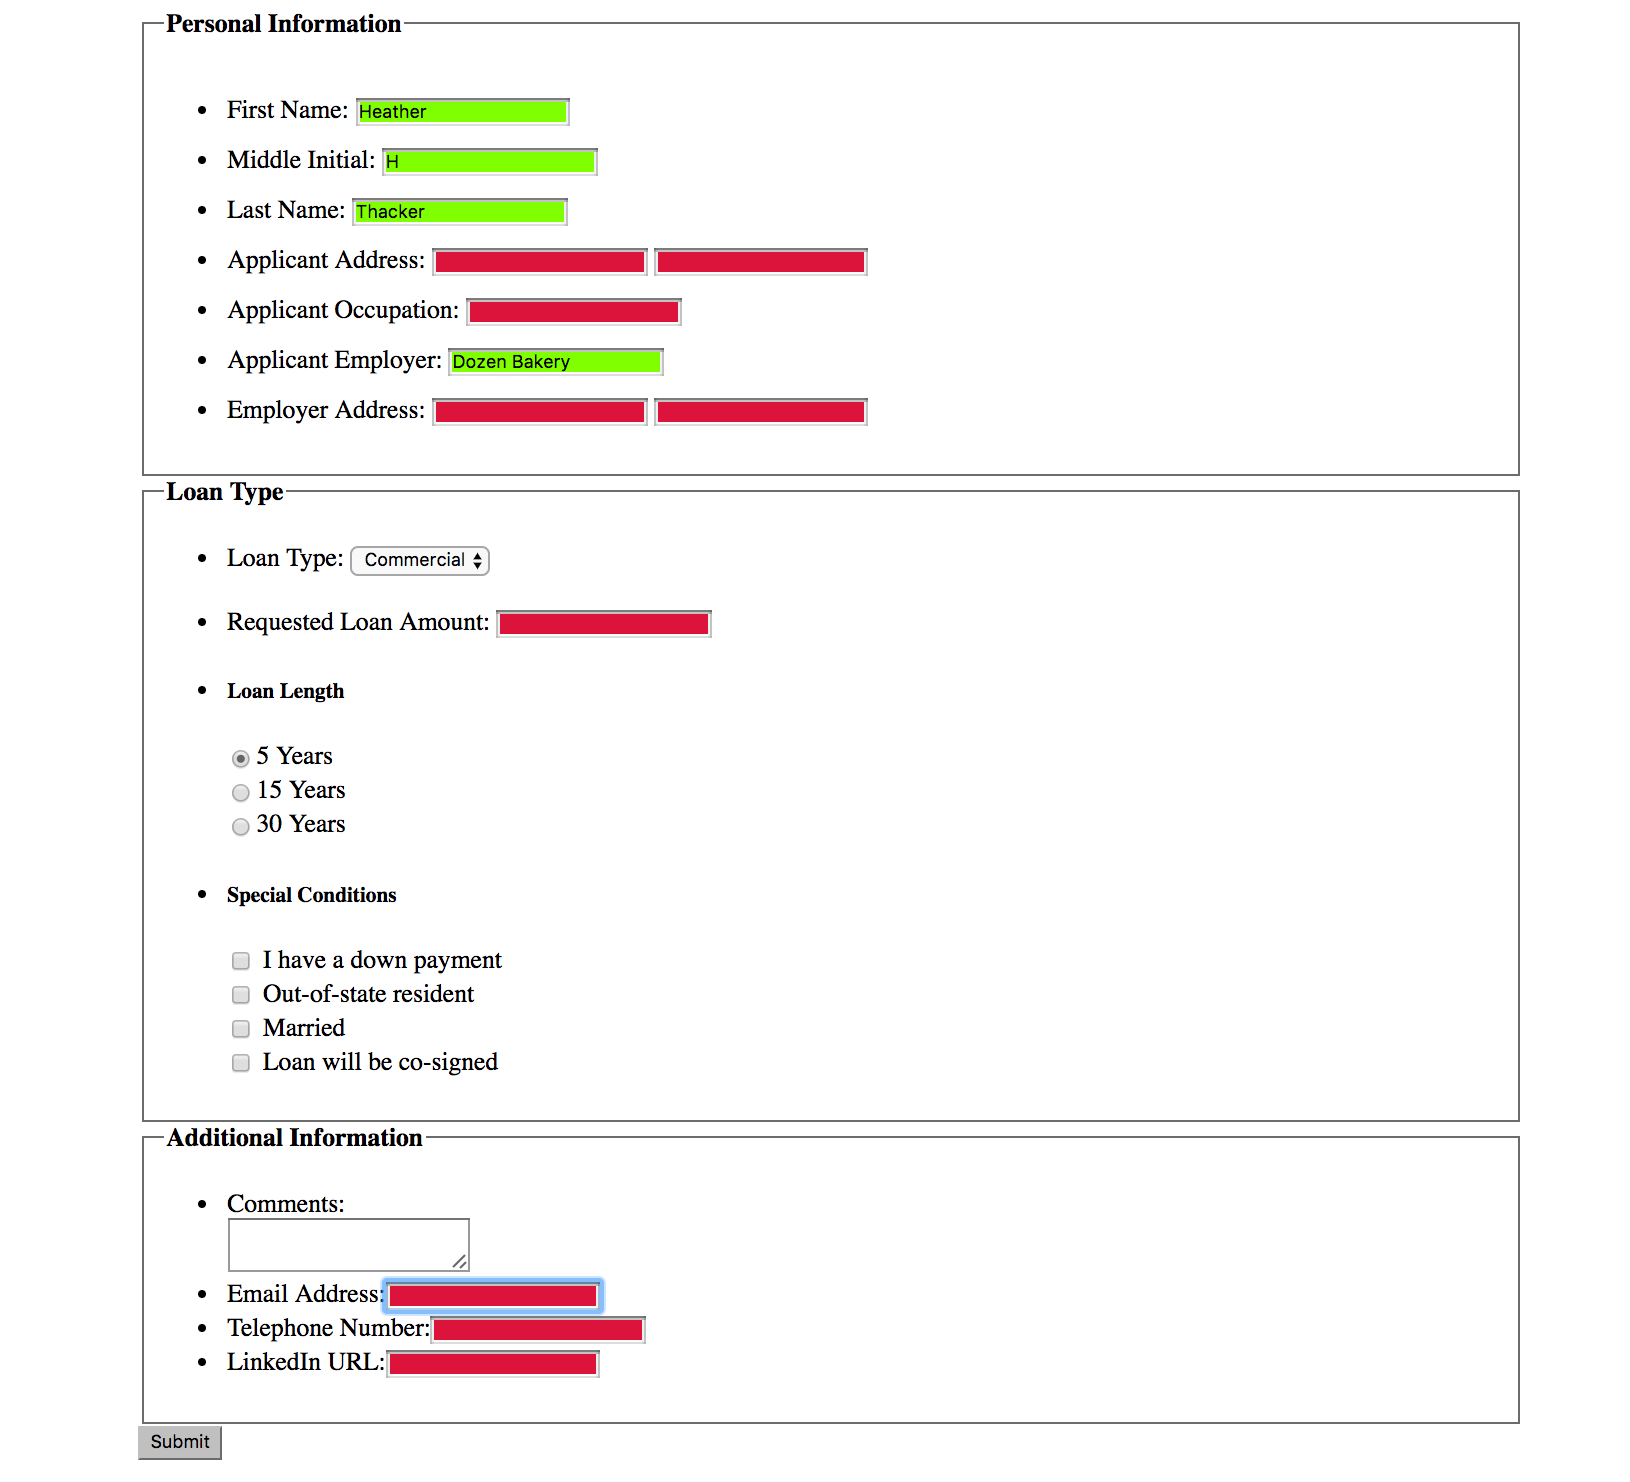 Personal Information
First Name: Heather
Middle Initial: H
Last Name: Thacker
Applicant Address:
Applicant Occupation:
Applicant Employer: Dozen Bakery
Employer Address:
Loan Type
Loan Type: Commercial
Requested Loan Amount:
Loan Length
5 Years
15 Years
30 Years
Special Conditions
I have a down payment
Out-of-state resident
Married
Loan will be co-signed
Additional Information
Comments:
Email Address:
Telephone Number:
LinkedIn URL:
Submit